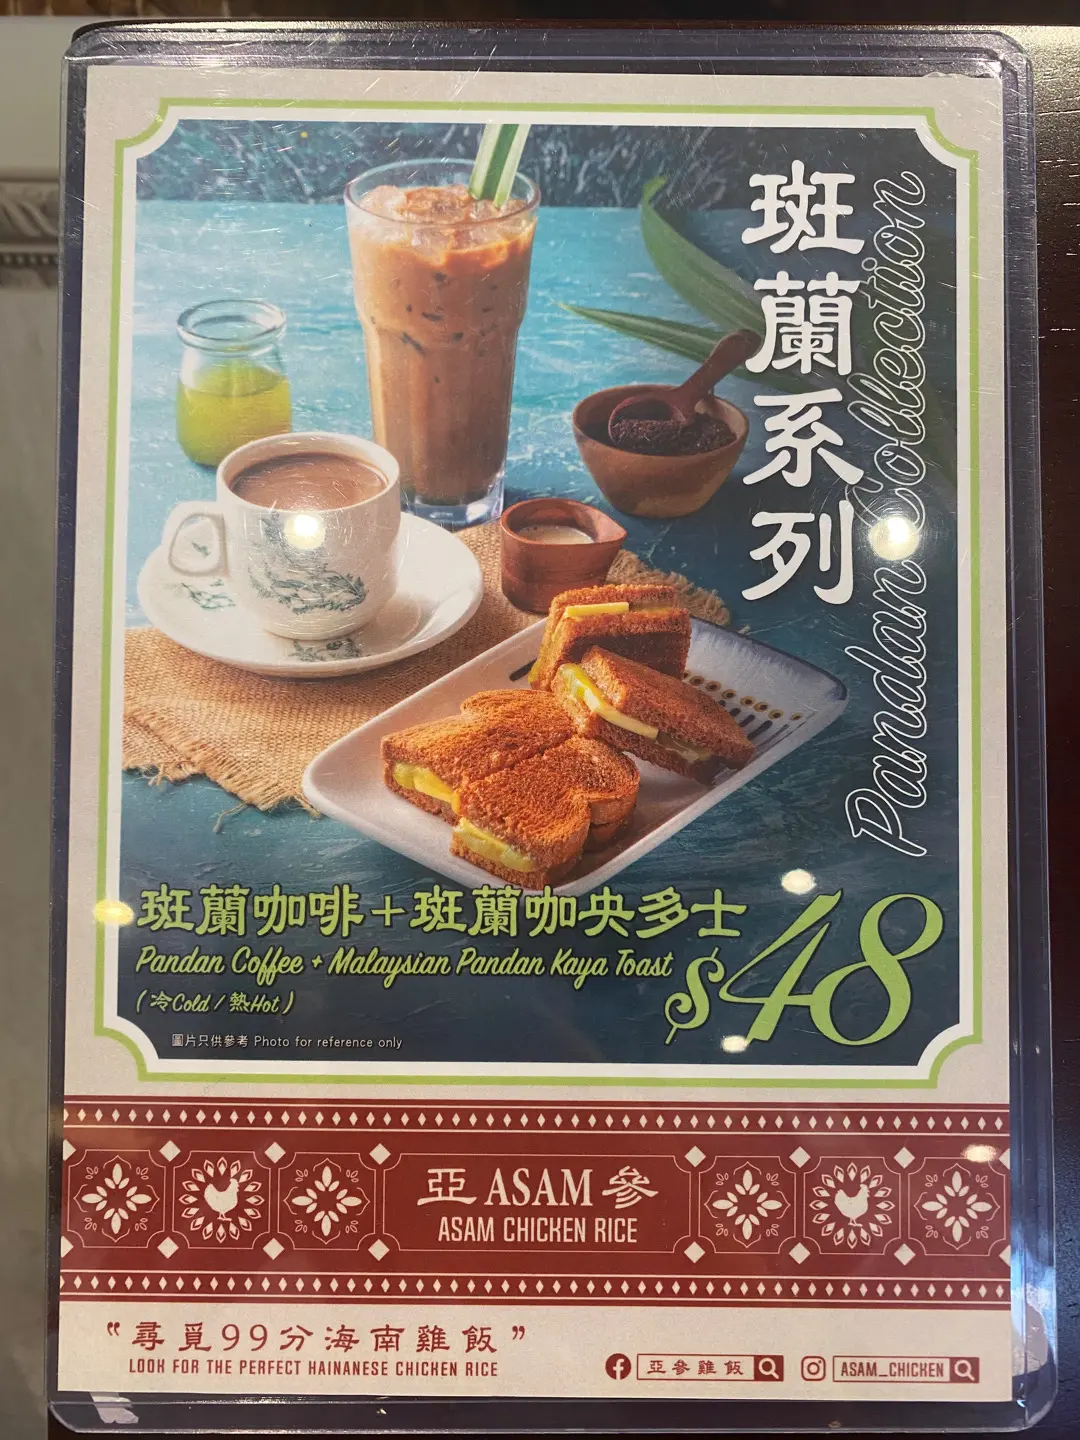 斑蘭系列
Pandan Collection
斑蘭咖啡＋斑蘭咖央多士
Pandan Coffee + Malaysian Pandan Kaya Toast
(冷Cold / 熱Hot)
$48
圖片只供參考 Photo for reference only
亞 ASAM 參
ASAM CHICKEN RICE
“尋覓99分海南雞飯”
LOOK FOR THE PERFECT HAINANESE CHICKEN RICE
亞參雞飯
ASAM_CHICKEN